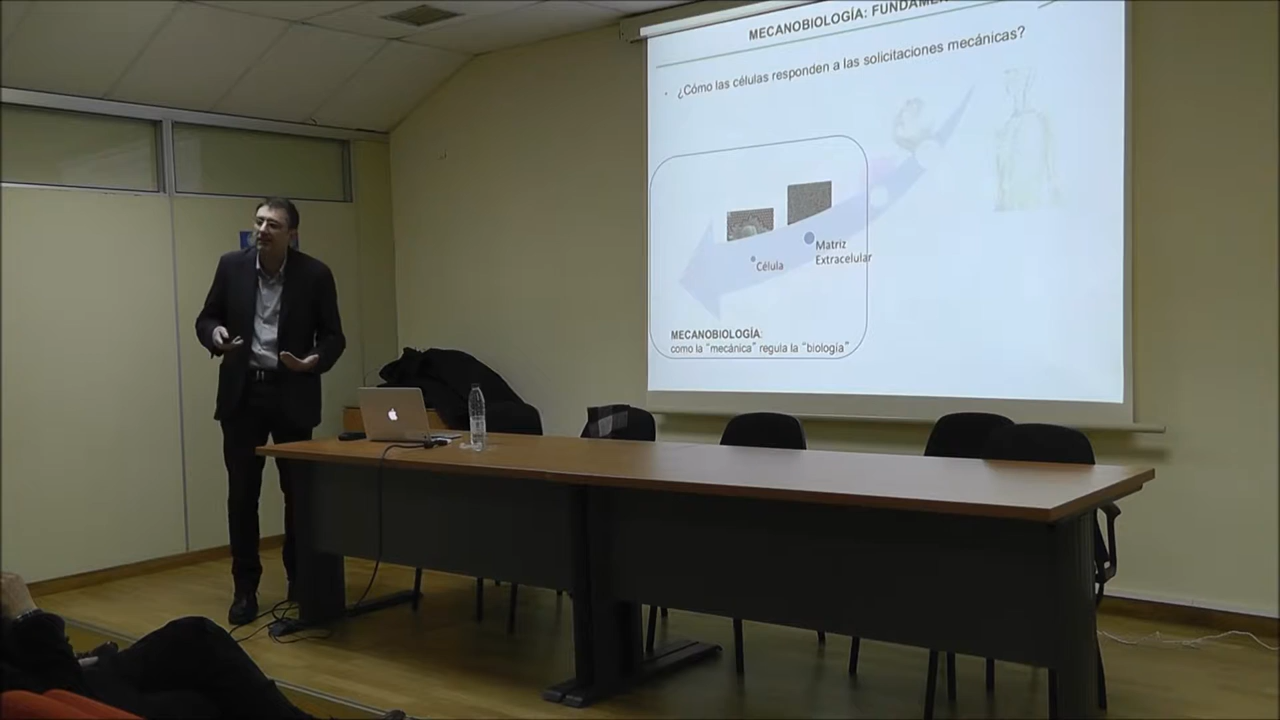 MECANOBIOLOGÍA: FUNDAME
· ¿Cómo las células responden a las solicitaciones mecánicas?
Matriz
Extracelular
Célula
MECANOBIOLOGÍA:
como la "mecánica" regula la "biología"